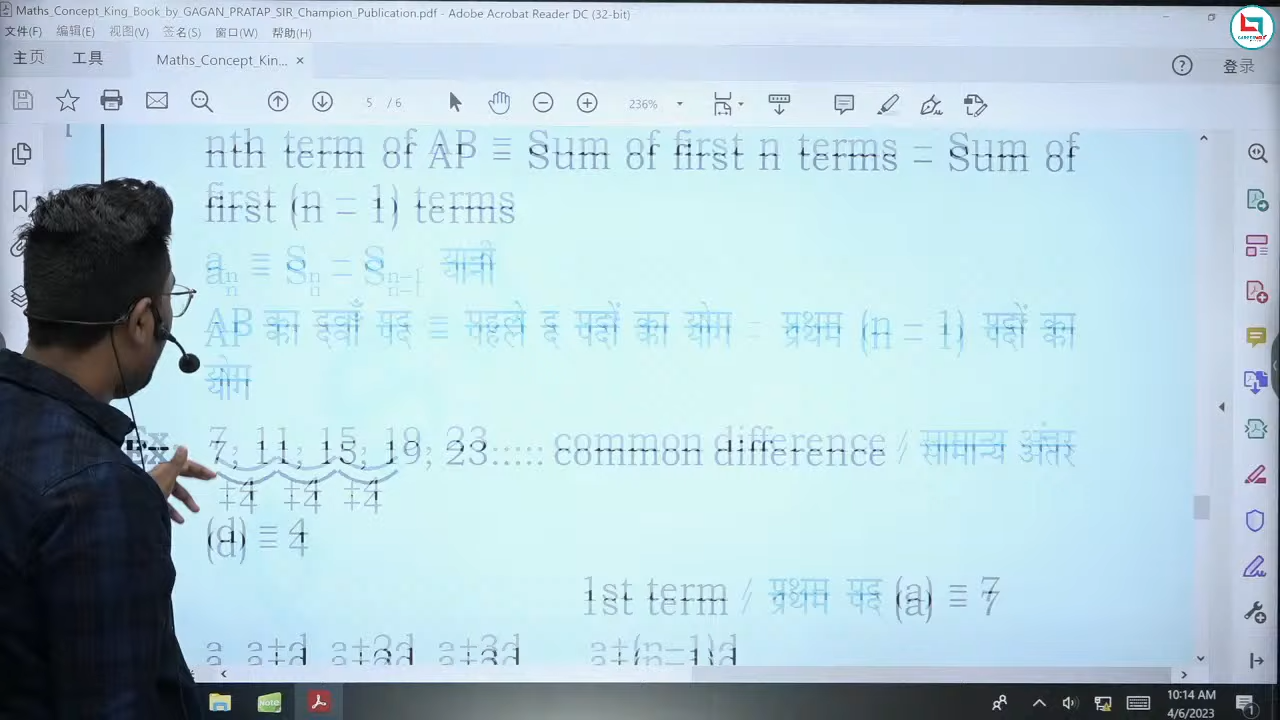 Maths_Concept_King_Book_by_GAGAN_PRATAP_SIR_Champion_Publication.pdf - Adobe Acrobat Reader DC (32-bit)
文件(F) 编辑(E) 视图(V) 签名(S) 窗口(W) 帮助(H)
主页 工具 Maths_Concept_Kin... × 登录
5 / 6 236%
nth term of AP = Sum of first n terms − Sum of
first (n − 1) terms
aₙ = Sₙ − Sₙ₋₁ यानी
AP का दवाँ पद = पहले द पदों का योग − प्रथम (n − 1) पदों का
योग
Ex. 7, 11, 15, 19, 23..... common difference / सामान्य अंतर
+4 +4 +4
(d) = 4
1st term / प्रथम पद (a) = 7
a a+d a+2d a+3d a+(n−1)d
10:14 AM
4/6/2023